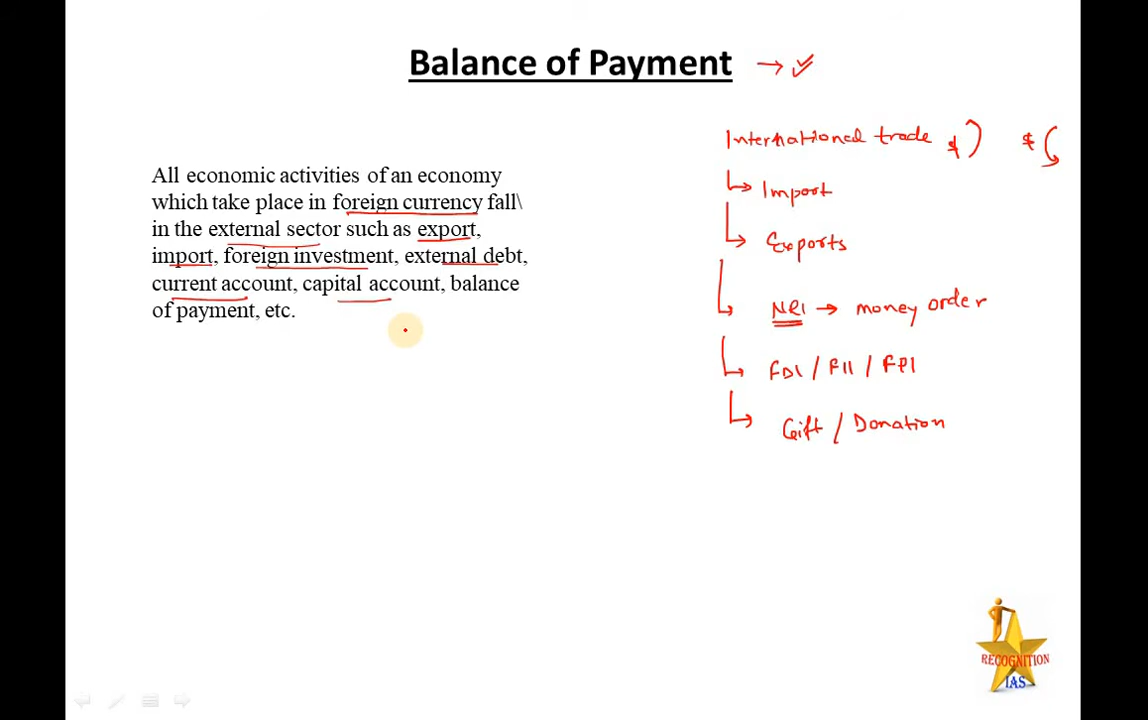 Balance of Payment → ✓
International trade $) $(
All economic activities of an economy
which take place in foreign currency fall\
in the external sector such as export,
import, foreign investment, external debt,
current account, capital account, balance
of payment, etc.
Import
Exports
NRI → money order
FDI / FII / FPI
Gift / Donation
RECOGNITION
IAS